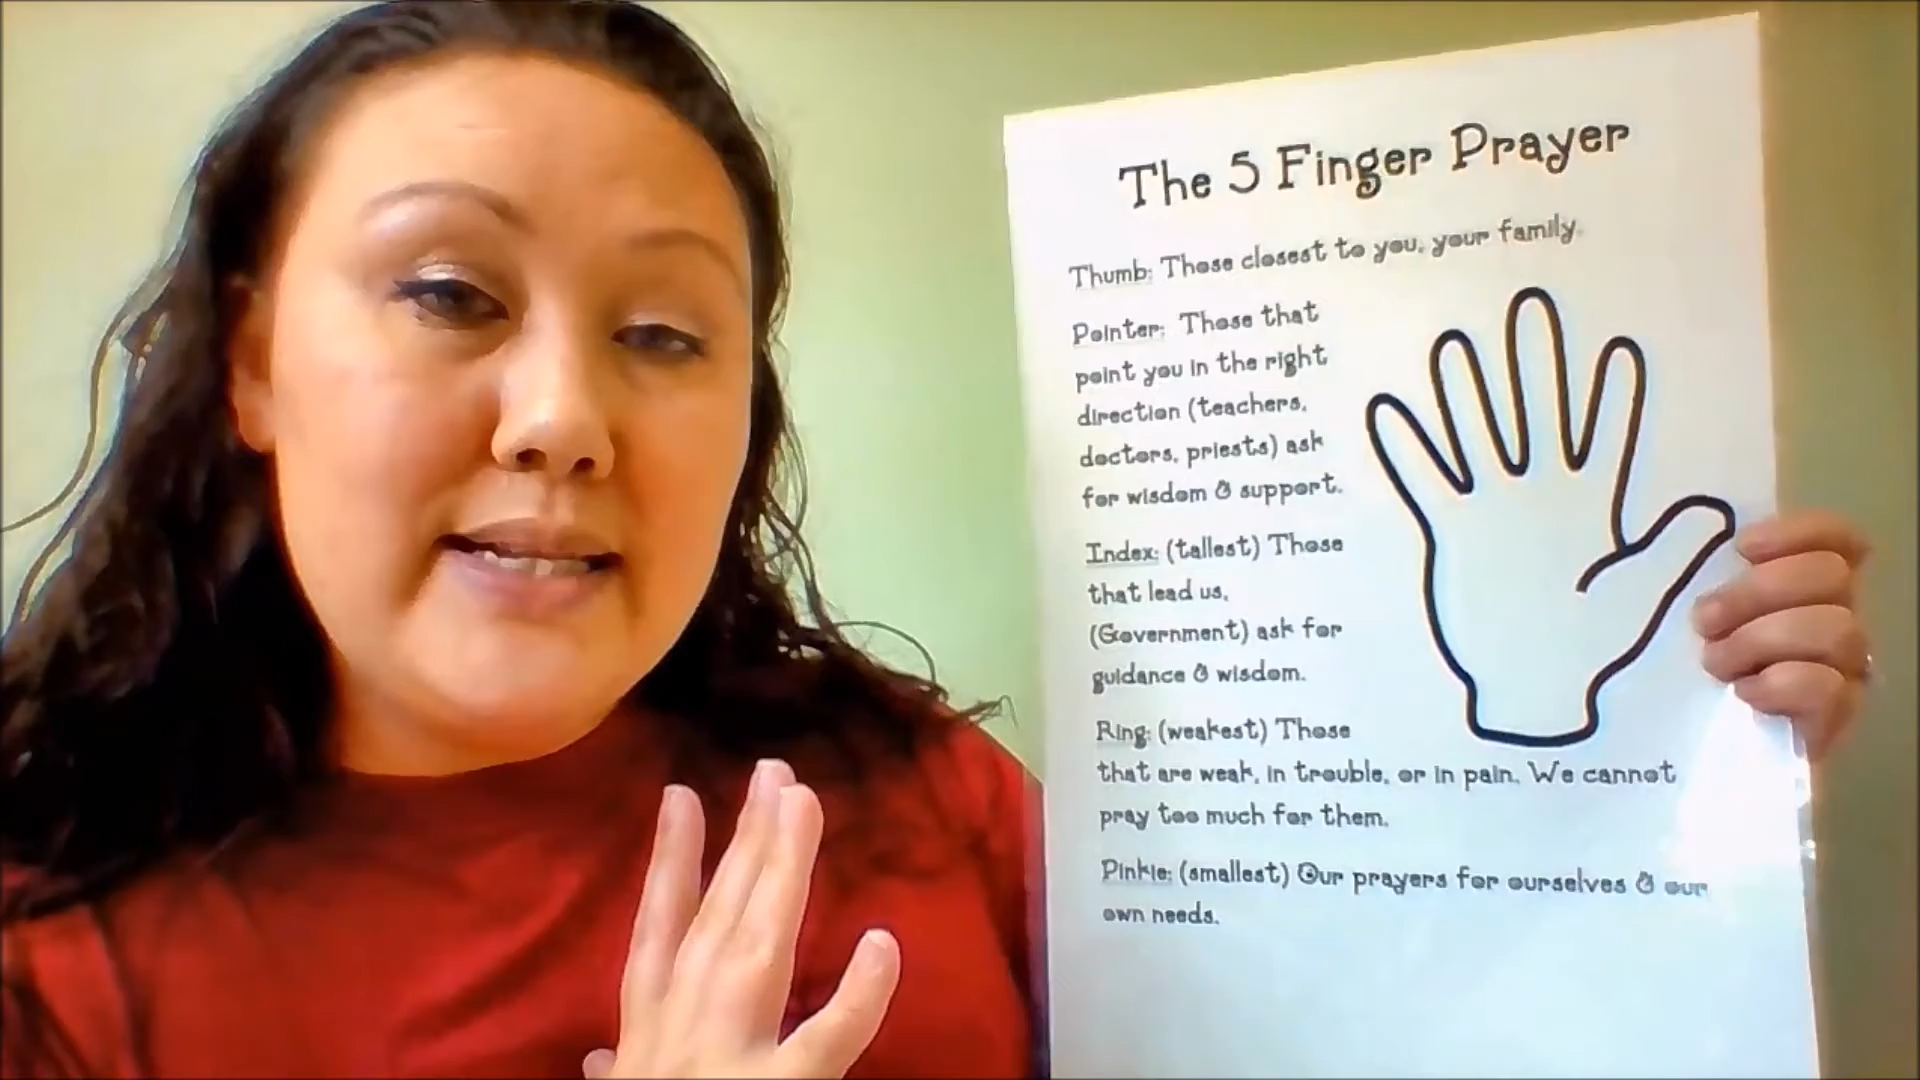 The 5 Finger Prayer
Thumb: Those closest to you, your family.
Pointer: Those that
point you in the right
direction (teachers,
doctors, priests) ask
for wisdom & support.
Index: (tallest) Those
that lead us,
(Government) ask for
guidance & wisdom.
Ring: (weakest) Those
that are weak, in trouble, or in pain. We cannot
pray too much for them.
Pinkie: (smallest) Our prayers for ourselves & our
own needs.